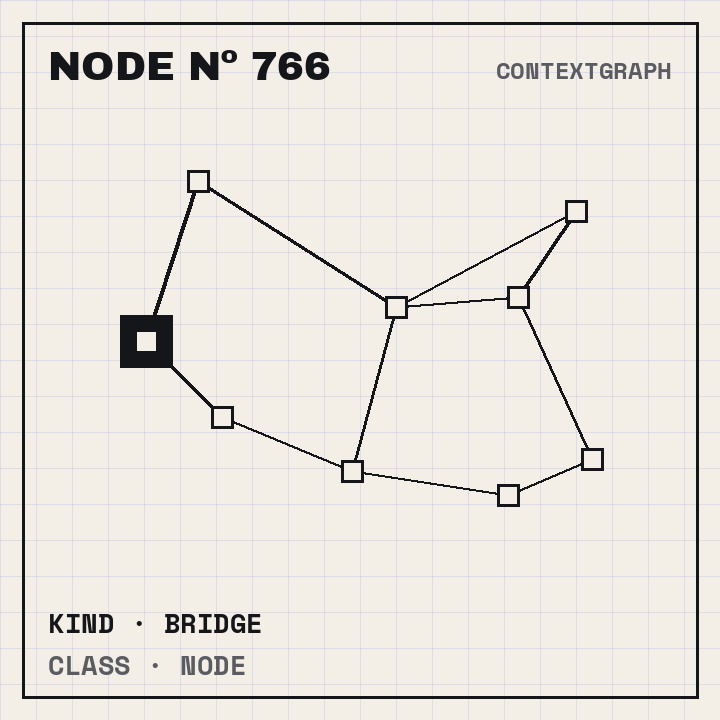 NODE Nº 766
CONTEXTGRAPH
KIND · BRIDGE
CLASS · NODE